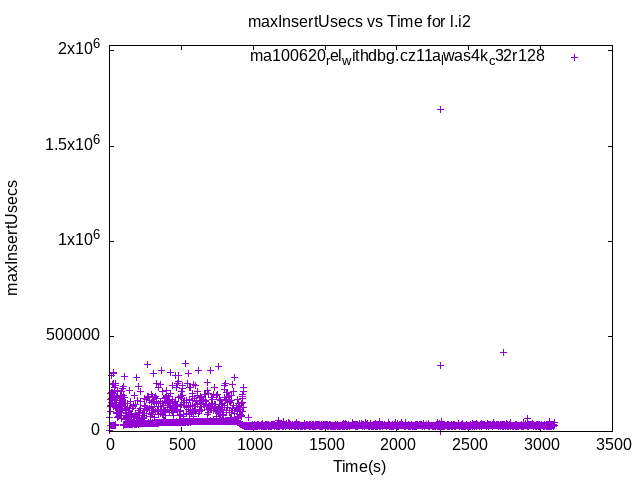 maxInsertUsecs vs Time for l.i2
ma100620_rel_withdbg.cz11a_lwas4k_c32r128
2x10^6
1.5x10^6
1x10^6
500000
0
maxInsertUsecs
0 500 1000 1500 2000 2500 3000 3500
Time(s)